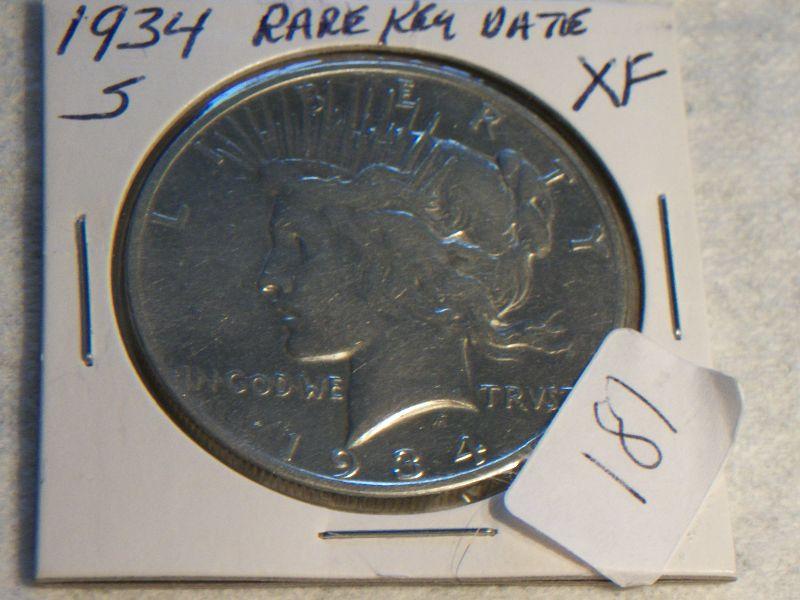 1934 RARE KEY DATE
S XF
LIBERTY
IN GOD WE TRUST
1934
181